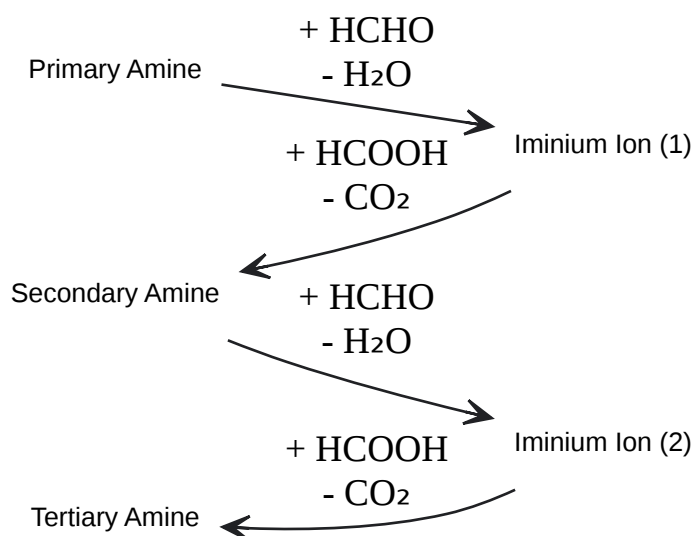 + HCHO
- H₂O
Primary Amine
Iminium Ion (1)
+ HCOOH
- CO₂
Secondary Amine
+ HCHO
- H₂O
Iminium Ion (2)
+ HCOOH
- CO₂
Tertiary Amine